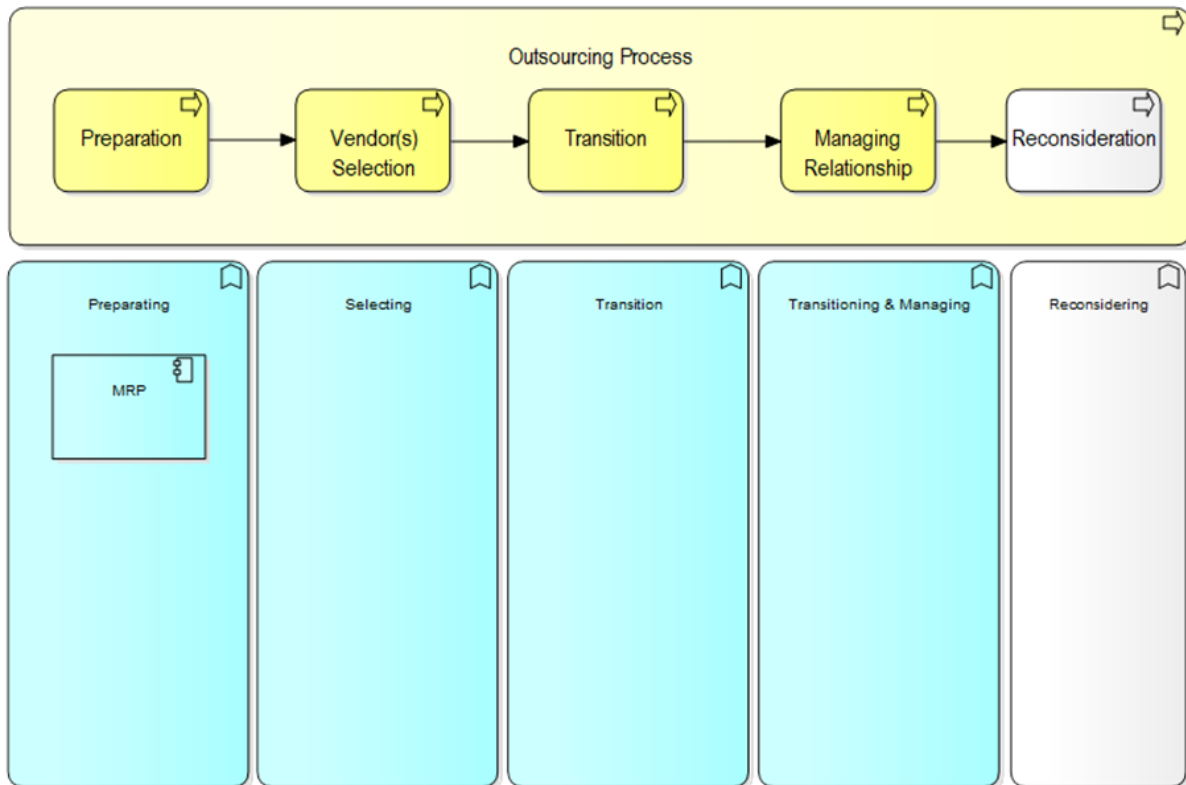 Outsourcing Process
Preparation
Vendor(s)
Selection
Transition
Managing
Relationship
Reconsideration
Preparating
Selecting
Transition
Transitioning & Managing
Reconsidering
MRP